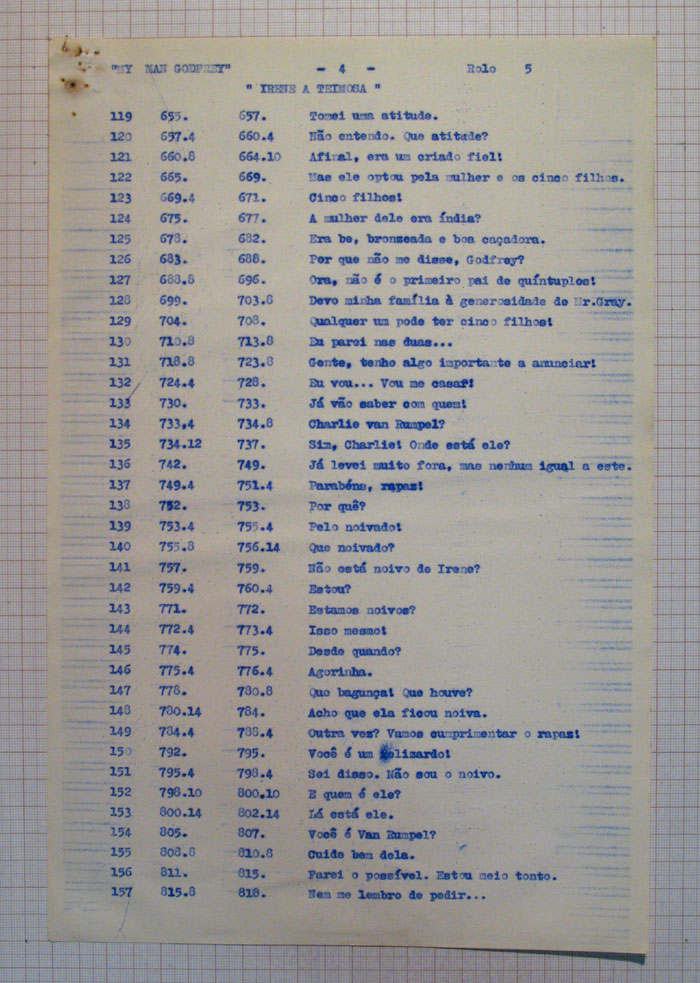 "MY MAN GODFREY" - 4 - Rolo 5
" IRENE A TEIMOSA "
119 655. 657. Tomei uma atitude.
120 657.4 660.4 Não entendo. Que atitude?
121 660.8 664.10 Afinal, era um criado fiel!
122 665. 669. Mas ele optou pela mulher e os cinco filhos.
123 669.4 671. Cinco filhos!
124 675. 677. A mulher dele era índia?
125 678. 682. Era be, bronzeada e boa caçadora.
126 683. 688. Por que não me disse, Godfrey?
127 688.8 696. Ora, não é o primeiro pai de quíntuplos!
128 699. 703.8 Devo minha família à generosidade de Mr.Gray.
129 704. 708. Qualquer um pode ter cinco filhos!
130 710.8 713.8 Eu parei nas duas...
131 718.8 723.8 Gente, tenho algo importante a anunciar!
132 724.4 728. Eu vou... Vou me casar!
133 730. 733. Já vão saber com quem!
134 733,4 734.8 Charlie van Rumpel?
135 734.12 737. Sim, Charlie! Onde está ele?
136 742. 749. Já levei muito fora, mas nenhum igual a este.
137 749.4 751.4 Parabéns, rapaz!
138 752. 753. Por quê?
139 753.4 755.4 Pelo noivado!
140 755.8 756.14 Que noivado?
141 757. 759. Não está noivo de Irene?
142 759.4 760.4 Estou?
143 771. 772. Estamos noivos?
144 772.4 773.4 Isso mesmo!
145 774. 775. Desde quando?
146 775.4 776.4 Agorinha.
147 778. 780.8 Que bagunça! Que houve?
148 780.14 784. Acho que ela ficou noiva.
149 784.4 788.4 Outra vez? Vamos cumprimentar o rapaz!
150 792. 795. Você é um felizardo!
151 795.4 798.4 Sei disso. Não sou o noivo.
152 798.10 800.10 E quem é ele?
153 800.14 802.14 Lá está ele.
154 805. 807. Você é Van Rumpel?
155 808.8 810.8 Cuide bem dela.
156 811. 815. Farei o possível. Estou meio tonto.
157 815.8 818. Nem me lembro de pedir...